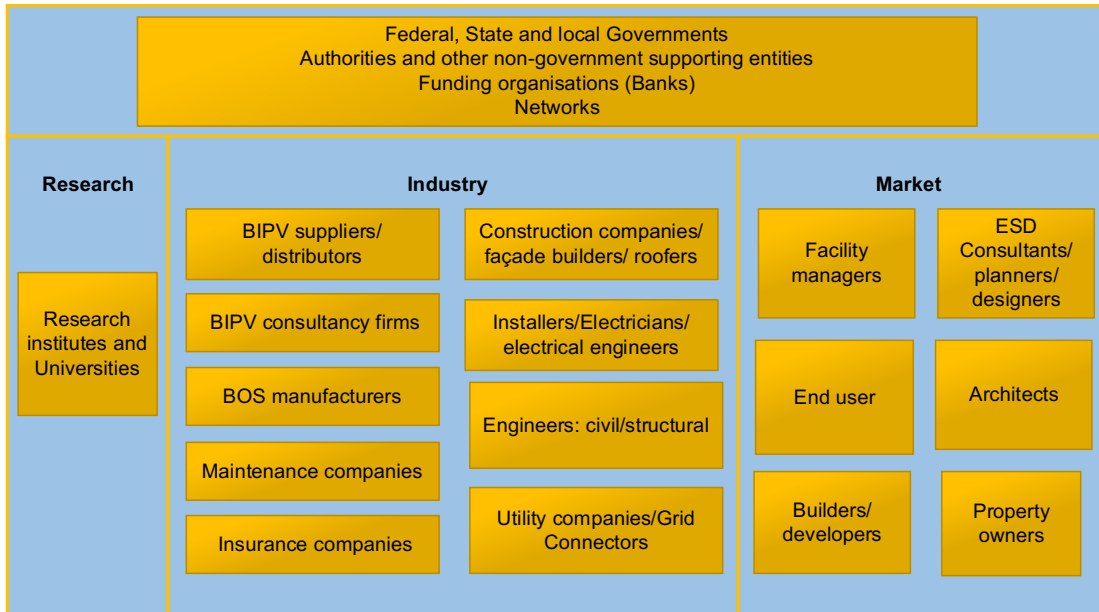 Federal, State and local Governments
Authorities and other non-government supporting entities
Funding organisations (Banks)
Networks
Research
Research
institutes and
Universities
Industry
BIPV suppliers/
distributors
BIPV consultancy firms
BOS manufacturers
Maintenance companies
Insurance companies
Construction companies/
façade builders/ roofers
Installers/Electricians/
electrical engineers
Engineers: civil/structural
Utility companies/Grid
Connectors
Market
Facility
managers
End user
Builders/
developers
ESD
Consultants/
planners/
designers
Architects
Property
owners